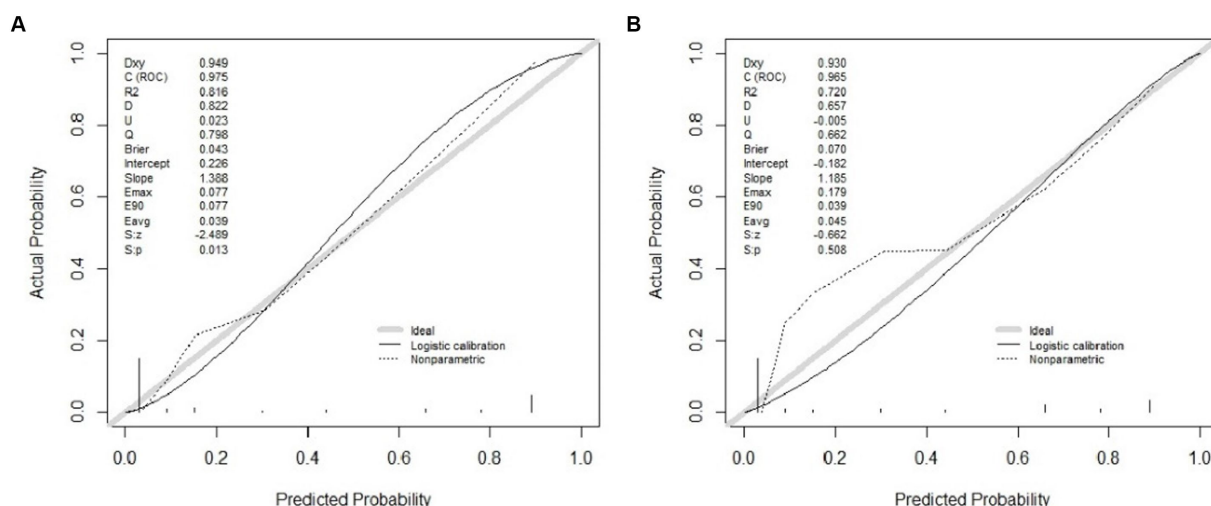 A
Dxy 0.949
C (ROC) 0.975
R2 0.816
D 0.822
U 0.023
Q 0.798
Brier 0.043
Intercept 0.226
Slope 1.388
Emax 0.077
E90 0.077
Eavg 0.039
S:z -2.489
S:p 0.013
Ideal
Logistic calibration
Nonparametric
Actual Probability
0.0 0.2 0.4 0.6 0.8 1.0
0.0 0.2 0.4 0.6 0.8 1.0
Predicted Probability
B
Dxy 0.930
C (ROC) 0.965
R2 0.720
D 0.657
U -0.005
Q 0.662
Brier 0.070
Intercept -0.182
Slope 1.185
Emax 0.179
E90 0.039
Eavg 0.045
S:z -0.662
S:p 0.508
Ideal
Logistic calibration
Nonparametric
Actual Probability
0.0 0.2 0.4 0.6 0.8 1.0
0.0 0.2 0.4 0.6 0.8 1.0
Predicted Probability